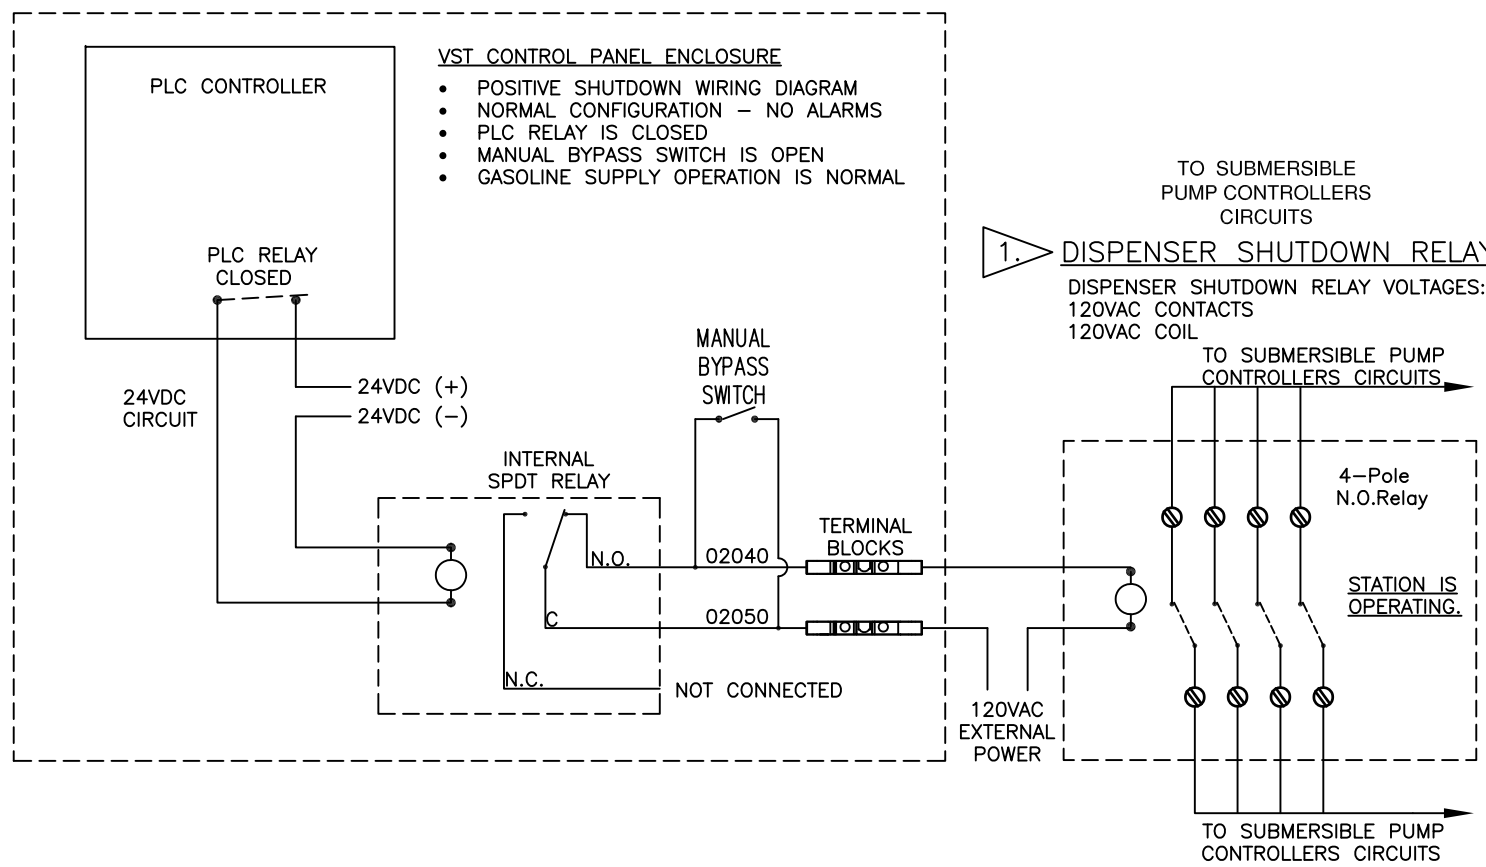 VST CONTROL PANEL ENCLOSURE
• POSITIVE SHUTDOWN WIRING DIAGRAM
• NORMAL CONFIGURATION – NO ALARMS
• PLC RELAY IS CLOSED
• MANUAL BYPASS SWITCH IS OPEN
• GASOLINE SUPPLY OPERATION IS NORMAL
PLC CONTROLLER
PLC RELAY
CLOSED
24VDC
CIRCUIT
24VDC (+)
24VDC (–)
INTERNAL
SPDT RELAY
MANUAL
BYPASS
SWITCH
N.O.
02040
C
02050
N.C.
NOT CONNECTED
TERMINAL
BLOCKS
120VAC
EXTERNAL
POWER
TO SUBMERSIBLE
PUMP CONTROLLERS
CIRCUITS
1.
DISPENSER SHUTDOWN RELAY
DISPENSER SHUTDOWN RELAY VOLTAGES:
120VAC CONTACTS
120VAC COIL
TO SUBMERSIBLE PUMP
CONTROLLERS CIRCUITS
4–Pole
N.O.Relay
STATION IS
OPERATING.
TO SUBMERSIBLE PUMP
CONTROLLERS CIRCUITS